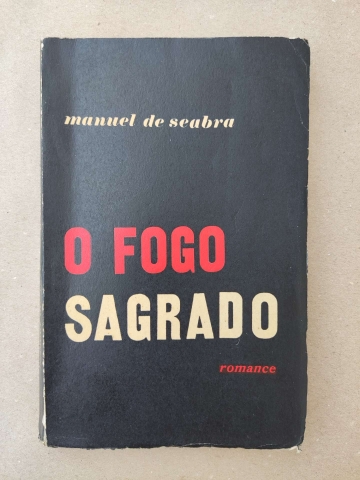 manuel de seabra
O FOGO
SAGRADO
romance